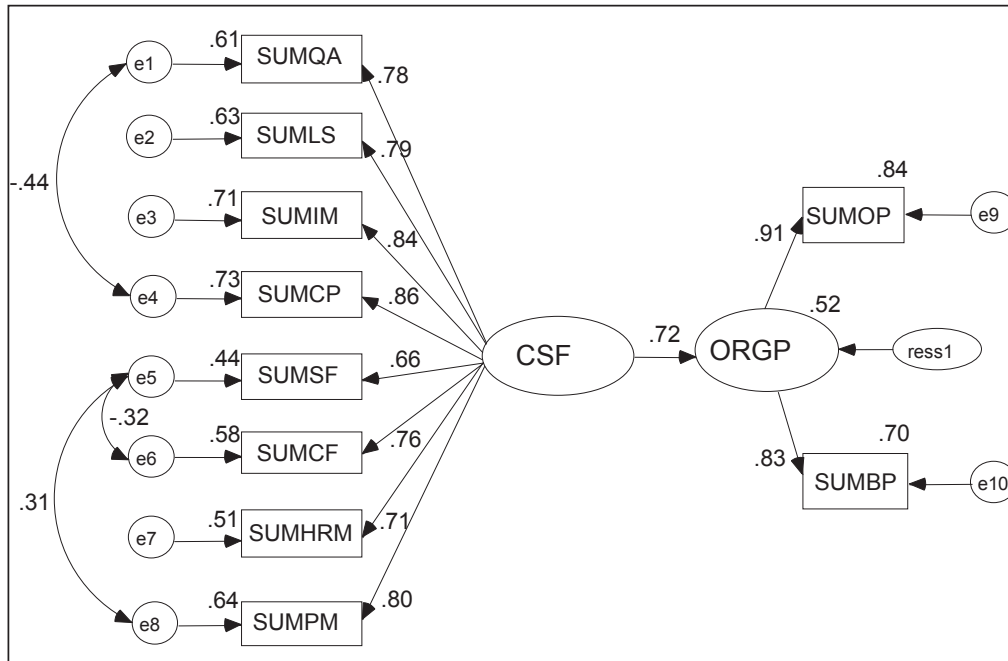 .61
e1
SUMQA
.78
.63
e2
SUMLS
.79
-.44
.71
e3
SUMIM
.84
.73
e4
SUMCP
.86
.44
e5
SUMSF
.66
-.32
.58
e6
SUMCF
.76
.31
.51
e7
SUMHRM
.71
.64
e8
SUMPM
.80
CSF
.72
ORGP
.52
ress1
.84
SUMOP
e9
.91
.70
.83
SUMBP
e10